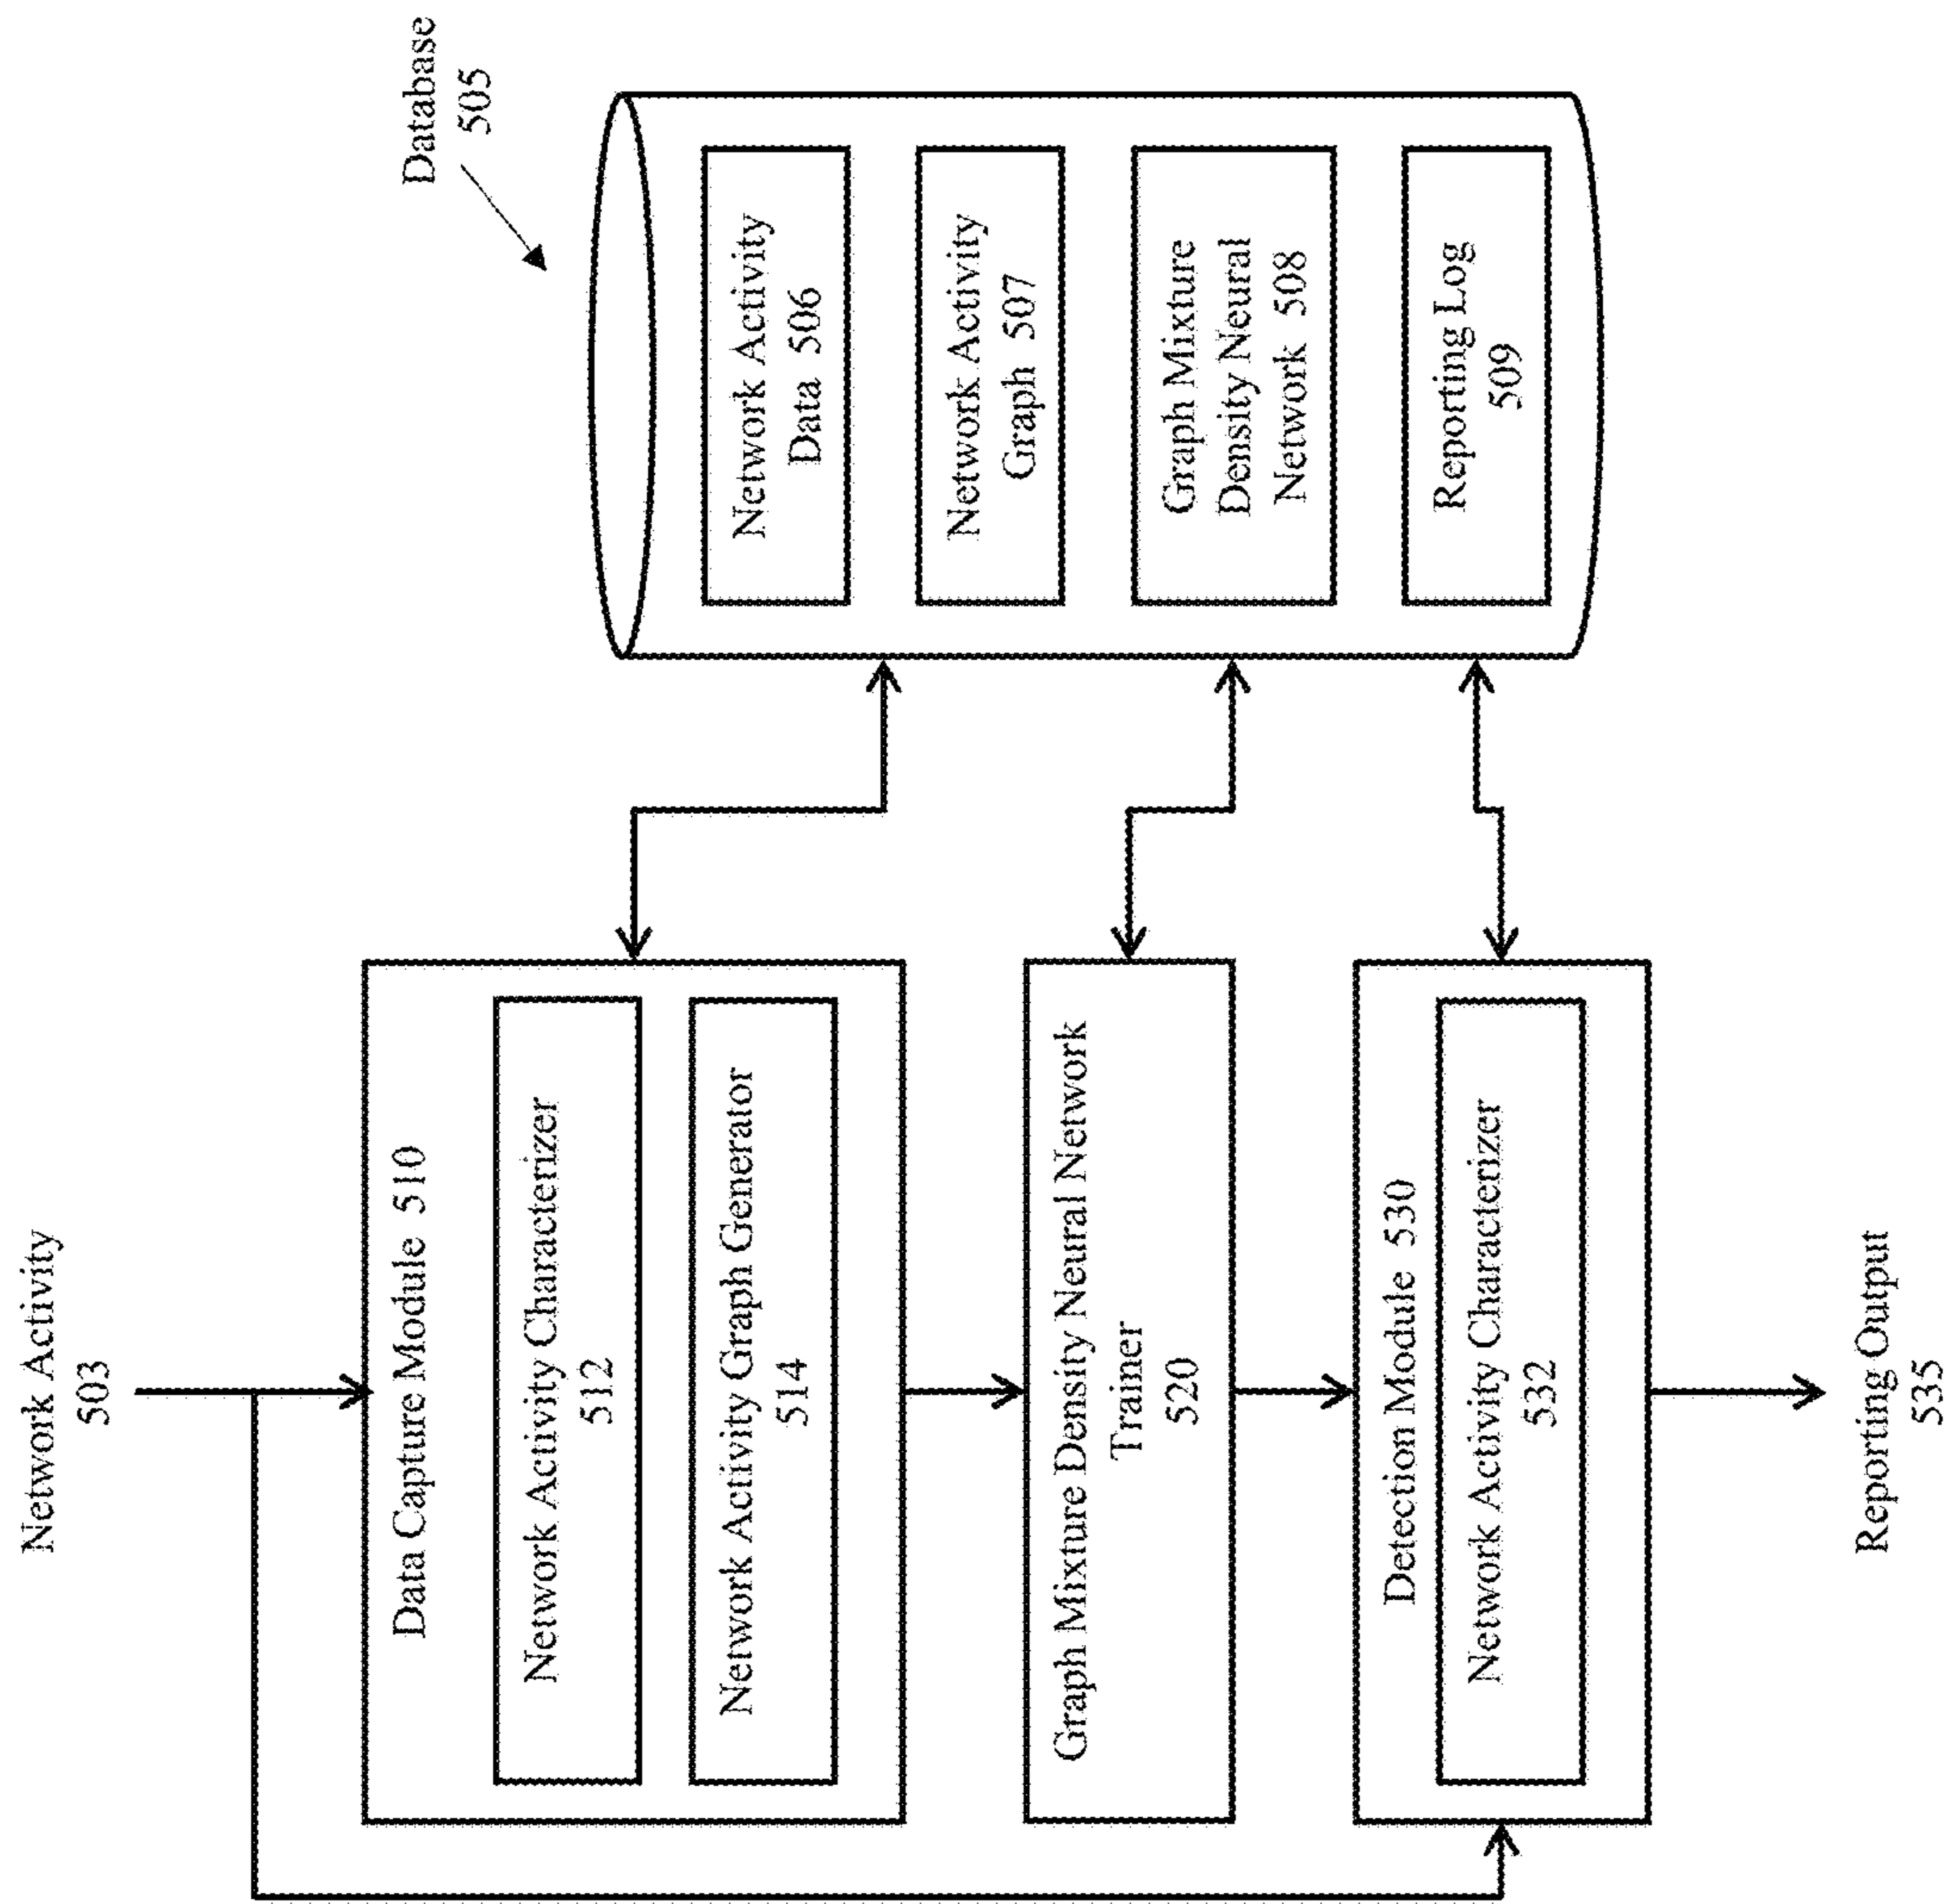 Network Activity
503
Data Capture Module 510
Network Activity Characterizer
512
Network Activity Graph Generator
514
Graph Mixture Density Neural Network
Trainer
520
Detection Module 530
Network Activity Characterizer
532
Reporting Output
535
Database
505
Network Activity
Data 506
Network Activity
Graph 507
Graph Mixture
Density Neural
Network 508
Reporting Log
509